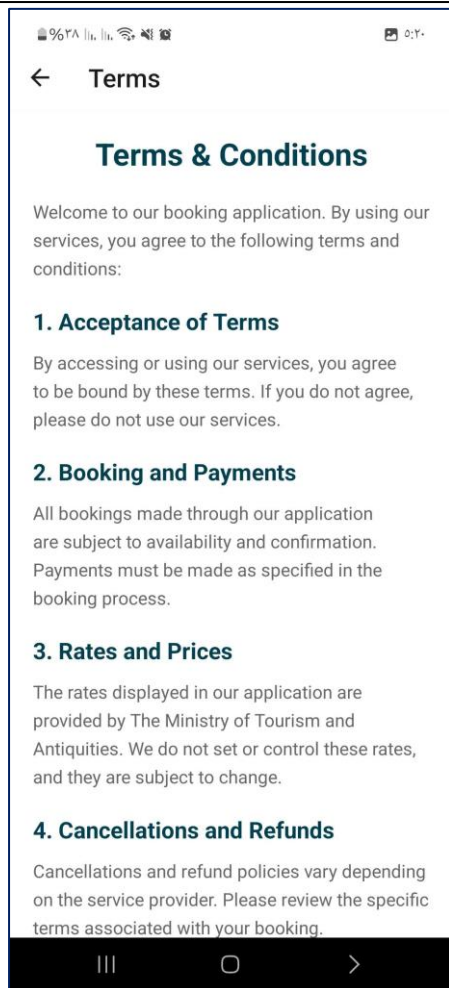 %٣٨
٥:٢٠
Terms
Terms & Conditions
Welcome to our booking application. By using our
services, you agree to the following terms and
conditions:
1. Acceptance of Terms
By accessing or using our services, you agree
to be bound by these terms. If you do not agree,
please do not use our services.
2. Booking and Payments
All bookings made through our application
are subject to availability and confirmation.
Payments must be made as specified in the
booking process.
3. Rates and Prices
The rates displayed in our application are
provided by The Ministry of Tourism and
Antiquities. We do not set or control these rates,
and they are subject to change.
4. Cancellations and Refunds
Cancellations and refund policies vary depending
on the service provider. Please review the specific
terms associated with your booking.